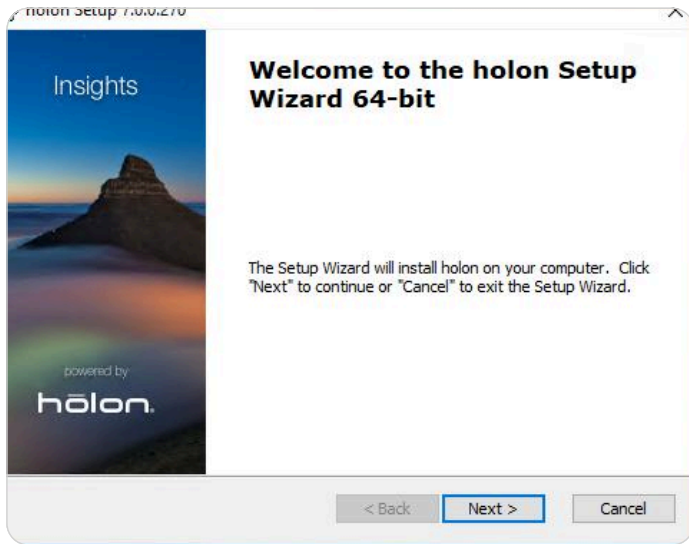 holon Setup 7.0.0.270
Insights
Welcome to the holon Setup
Wizard 64-bit
The Setup Wizard will install holon on your computer. Click
"Next" to continue or "Cancel" to exit the Setup Wizard.
powered by
hōlon.
< Back
Next >
Cancel